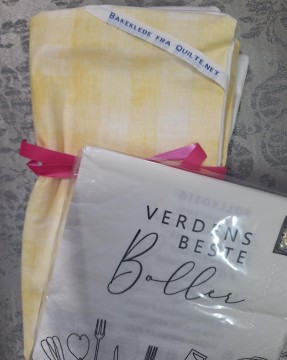 Bakeklede fra Quilte.net
VERDENS
BESTE
Boller